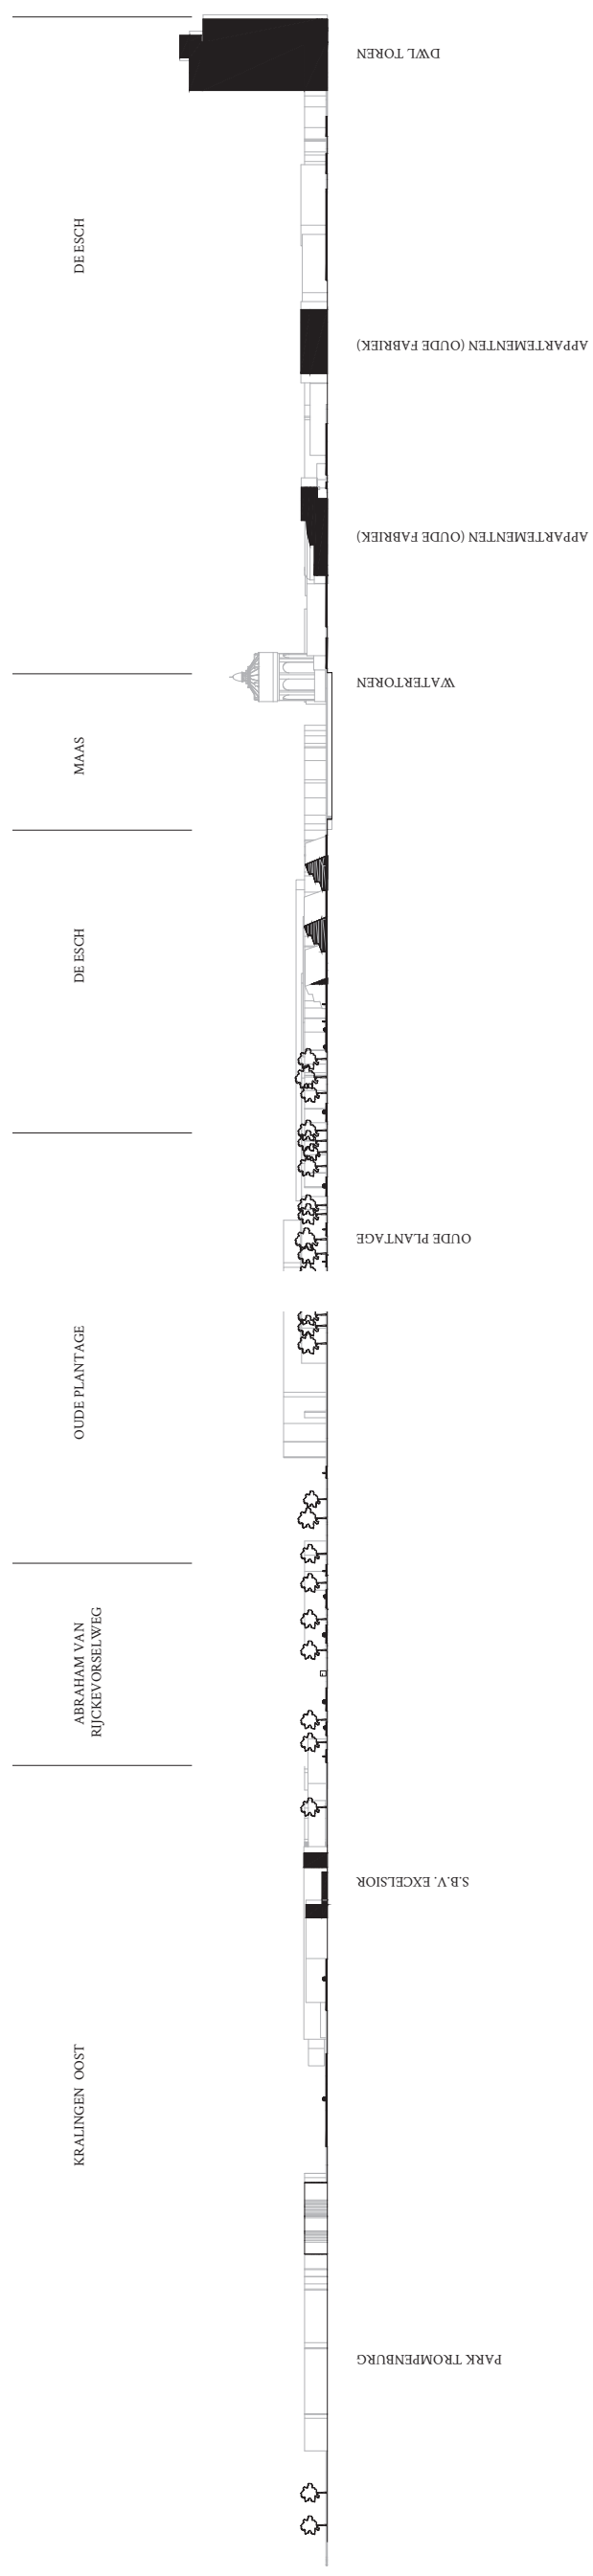 DWL TOREN
DE ESCH
APPARTEMENTEN (OUDE FABRIEK)
APPARTEMENTEN (OUDE FABRIEK)
WATERTOREN
MAAS
DE ESCH
OUDE PLANTAGE
OUDE PLANTAGE
ABRAHAM VAN
RIJCKEVORSELWEG
S.B.V. EXCELSIOR
KRALINGEN OOST
PARK TROMPENBURG